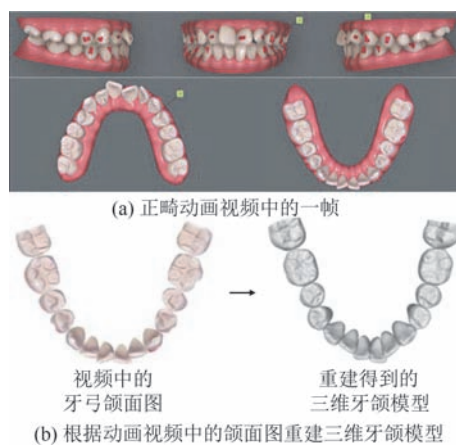 (a) 正畸动画视频中的一帧
视频中的
牙弓颌面图
重建得到的
三维牙颌模型
(b) 根据动画视频中的颌面图重建三维牙颌模型